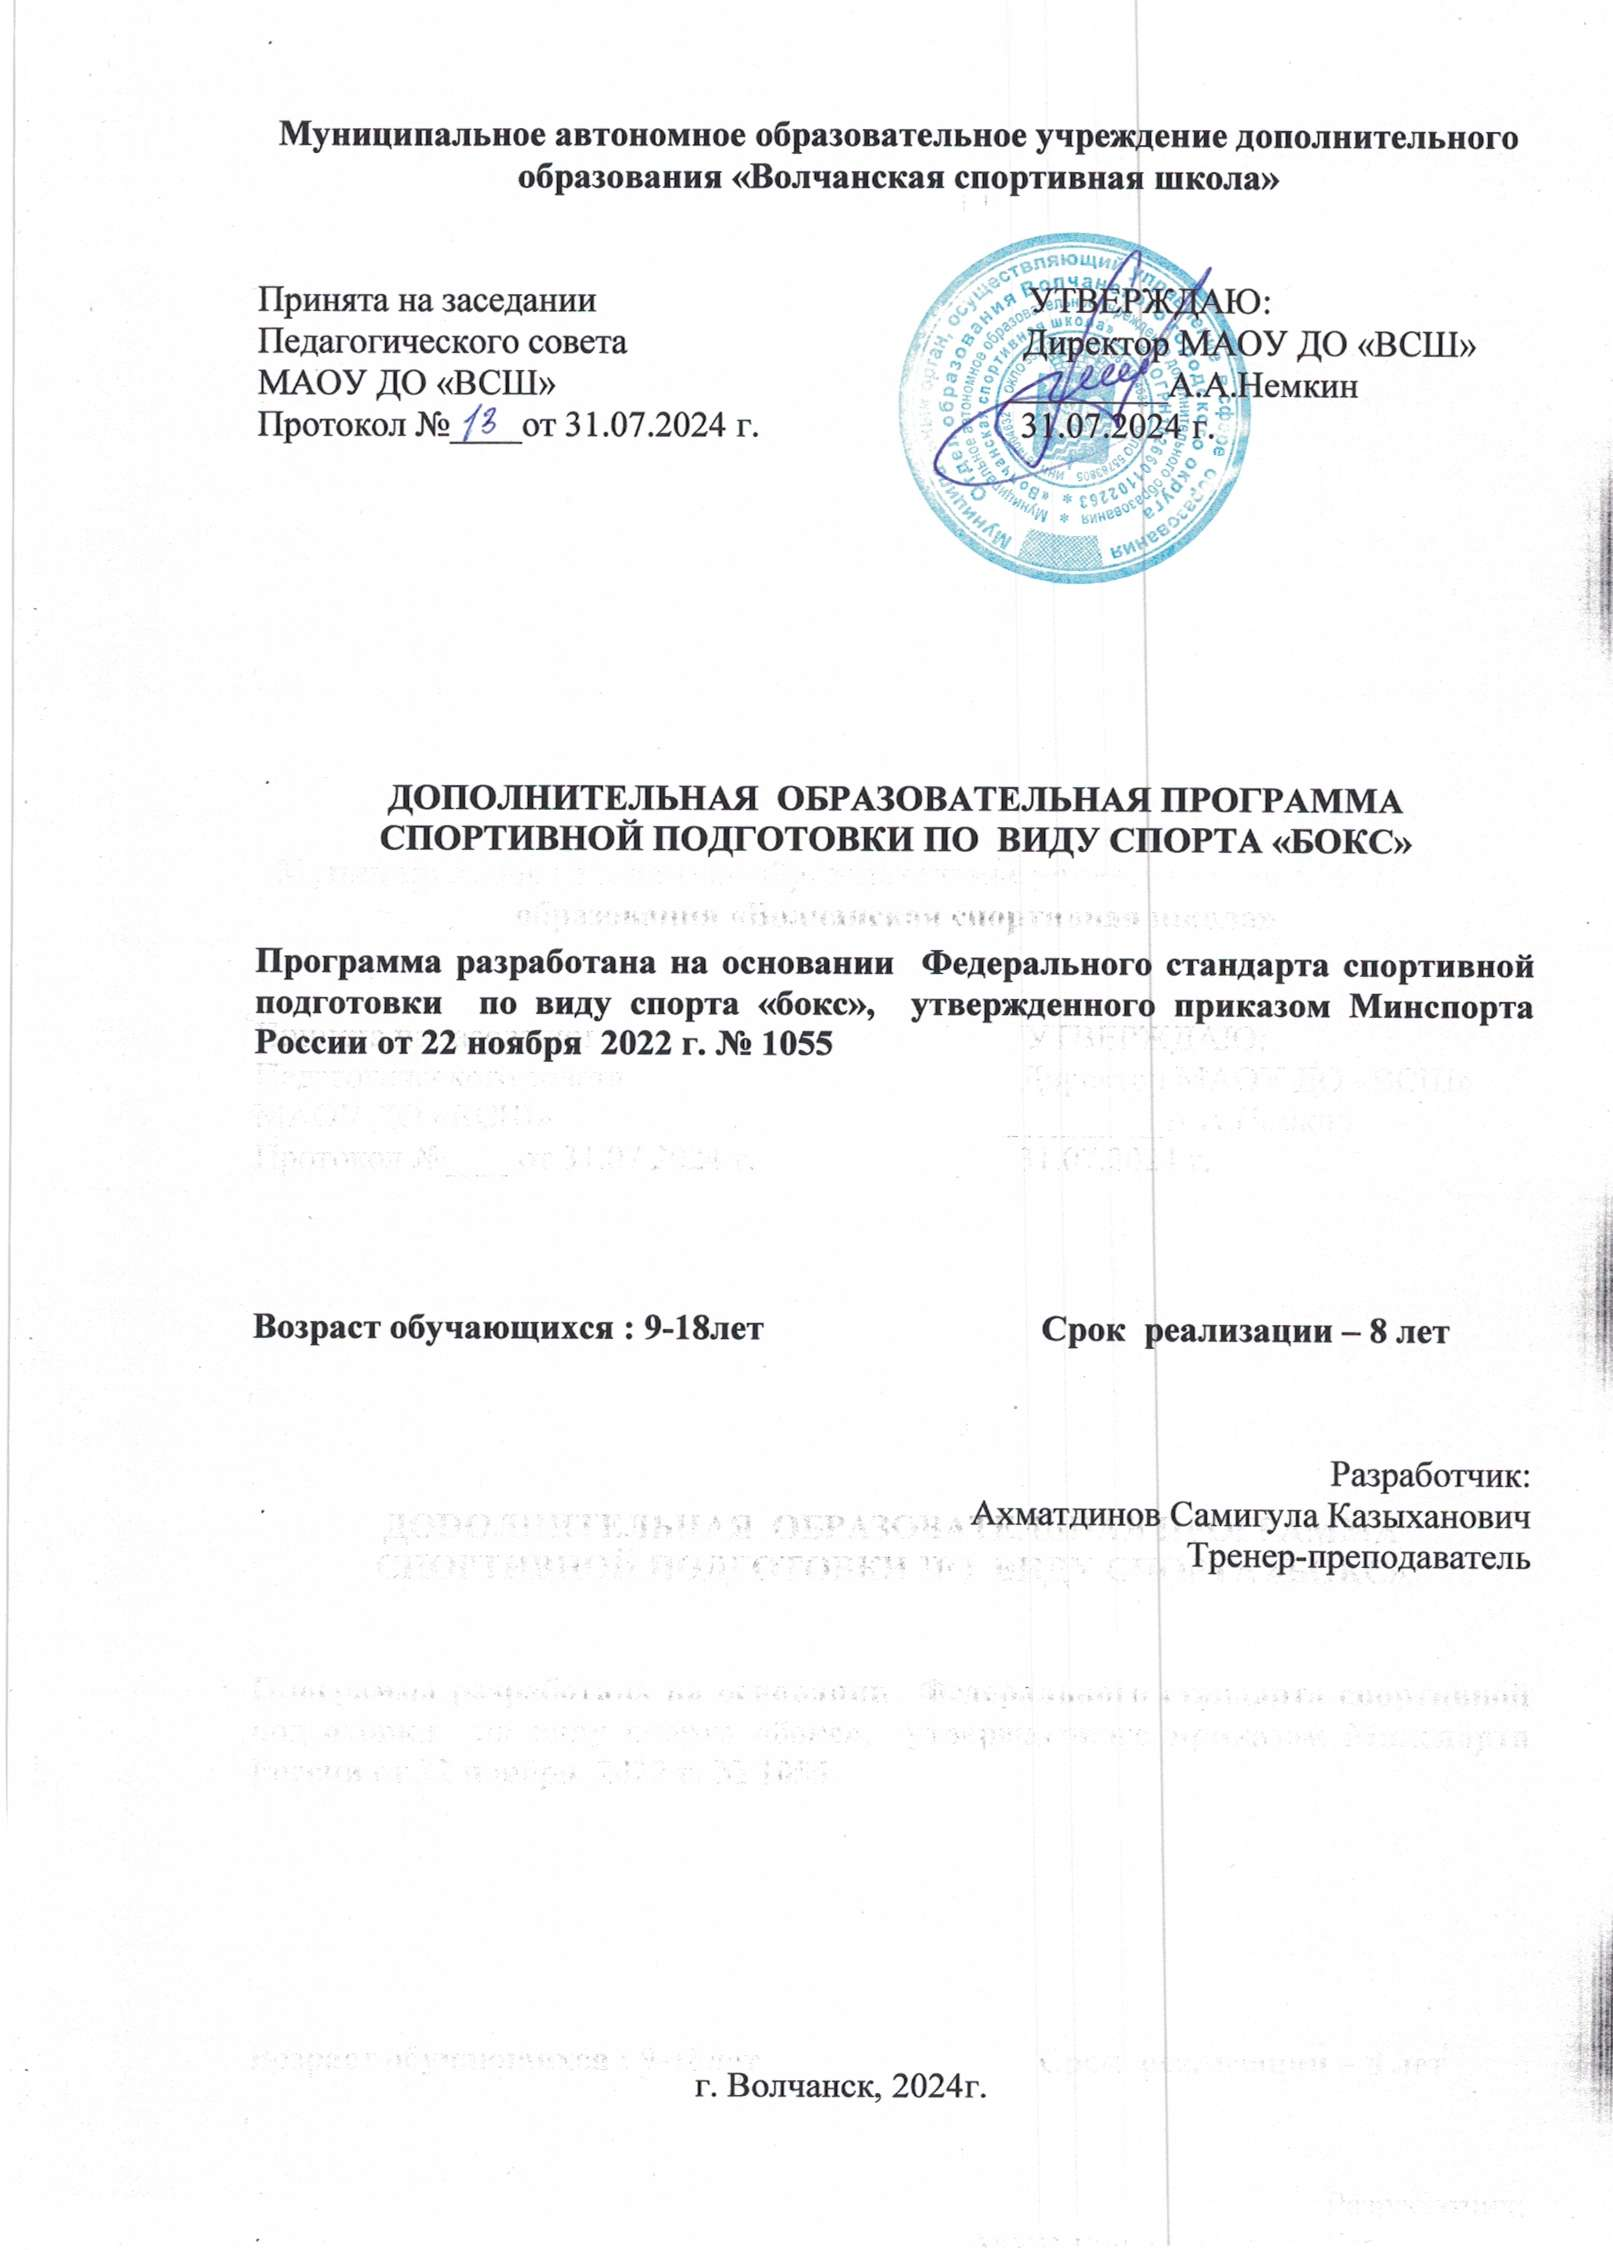 Муниципальное автономное образовательное учреждение дополнительного
образования «Волчанская спортивная школа»
Принята на заседании
Педагогического совета
МАОУ ДО «ВСШ»
Протокол № 13 от 31.07.2024 г.
УТВЕРЖДАЮ:
Директор МАОУ ДО «ВСШ»
_________А.А.Немкин
31.07.2024 г.
ДОПОЛНИТЕЛЬНАЯ ОБРАЗОВАТЕЛЬНАЯ ПРОГРАММА
СПОРТИВНОЙ ПОДГОТОВКИ ПО ВИДУ СПОРТА «БОКС»
Программа разработана на основании Федерального стандарта спортивной
подготовки по виду спорта «бокс», утвержденного приказом Минспорта
России от 22 ноября 2022 г. № 1055
Возраст обучающихся : 9-18лет
Срок реализации – 8 лет
Разработчик:
Ахматдинов Самигула Казыханович
Тренер-преподаватель
г. Волчанск, 2024г.